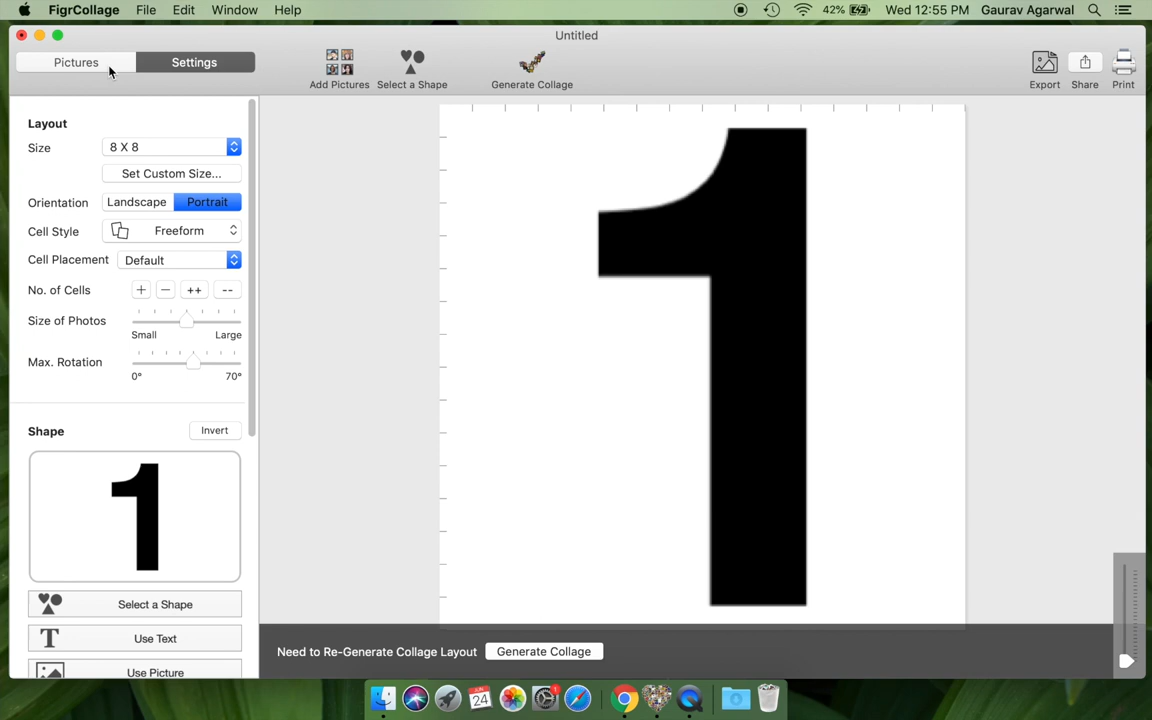 FigrCollage File Edit Window Help 42% Wed 12:55 PM Gaurav Agarwal
Untitled
Pictures Settings
Add Pictures Select a Shape Generate Collage Export Share Print
Layout
Size 8 X 8
Set Custom Size...
Orientation Landscape Portrait
Cell Style Freeform
Cell Placement Default
No. of Cells + − ++ --
Size of Photos
Small Large
Max. Rotation
0° 70°
Shape Invert
1
1
Select a Shape
T Use Text
Use Picture
Need to Re-Generate Collage Layout Generate Collage
JUN
24
1